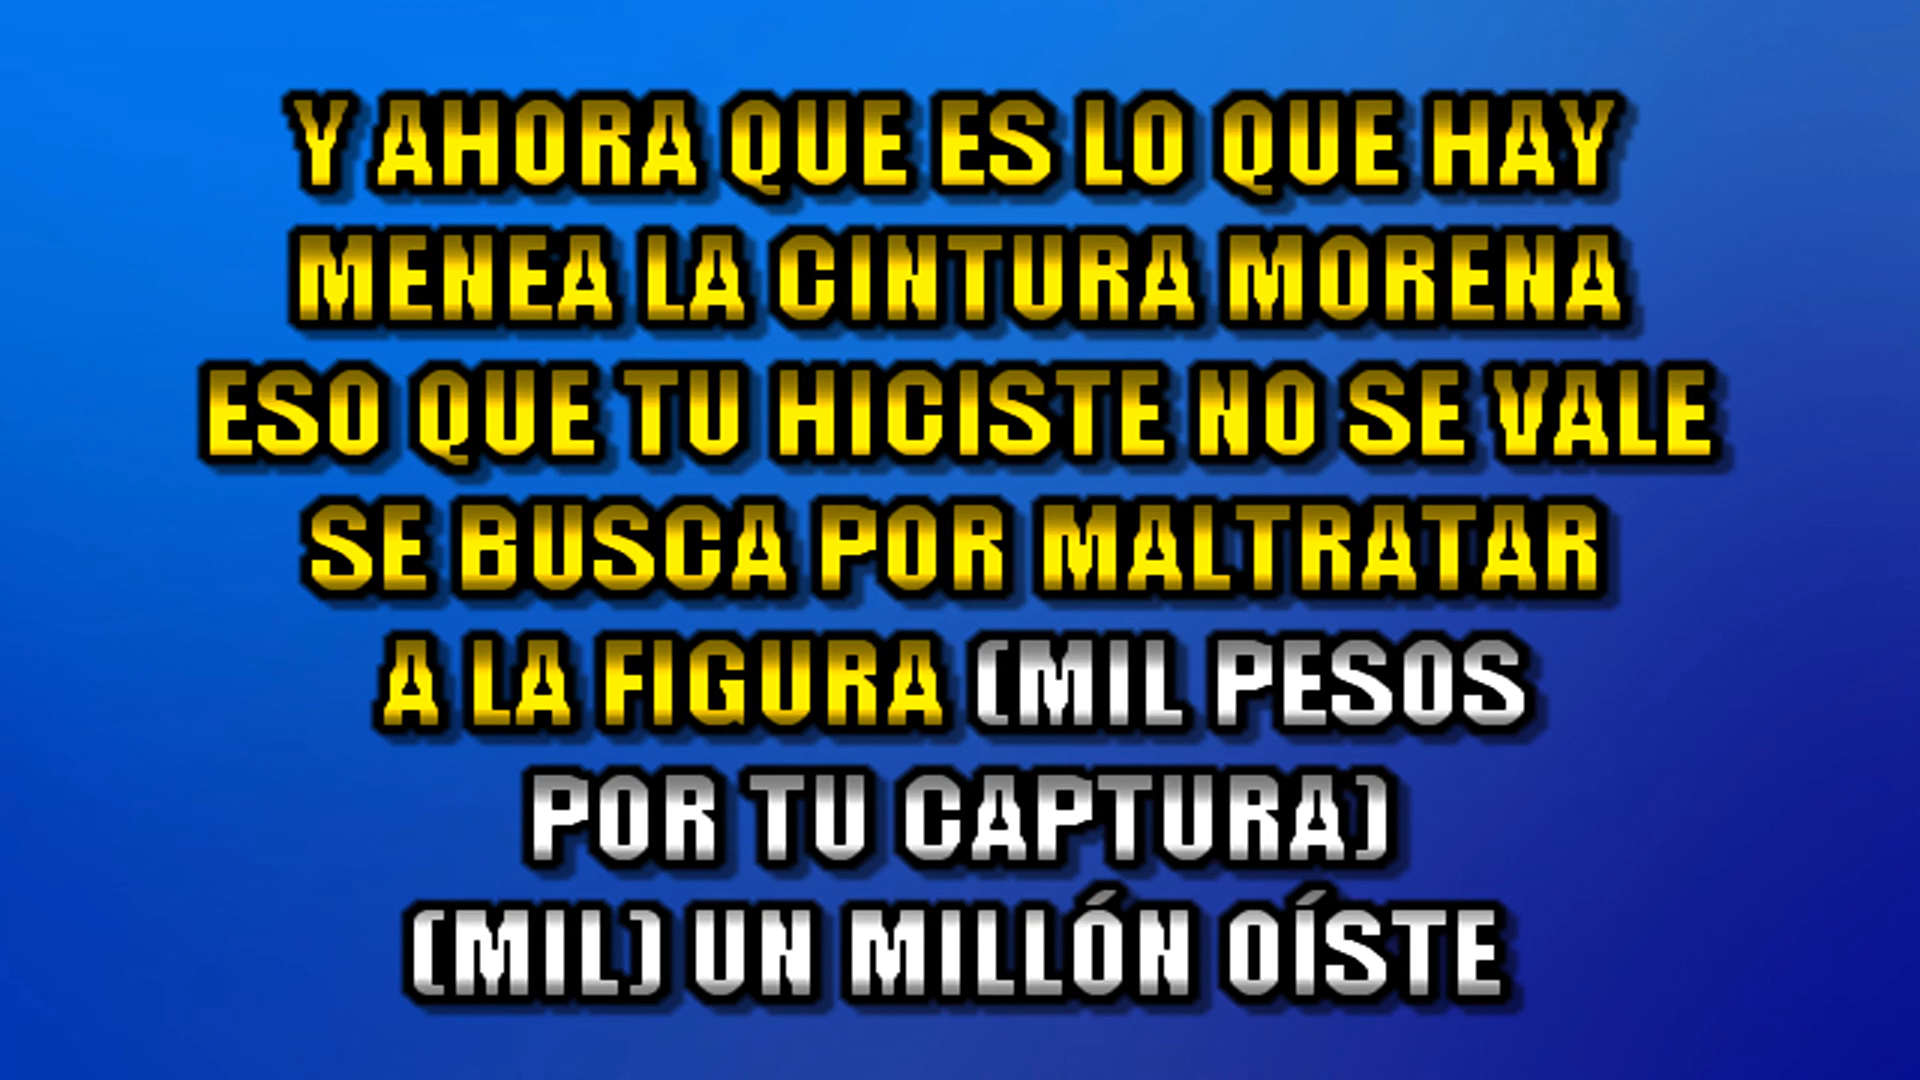 Y AHORA QUE ES LO QUE HAY
MENEA LA CINTURA MORENA
ESO QUE TU HICISTE NO SE VALE
SE BUSCA POR MALTRATAR
A LA FIGURA (MIL PESOS
POR TU CAPTURA)
(MIL) UN MILLÓN OÍSTE